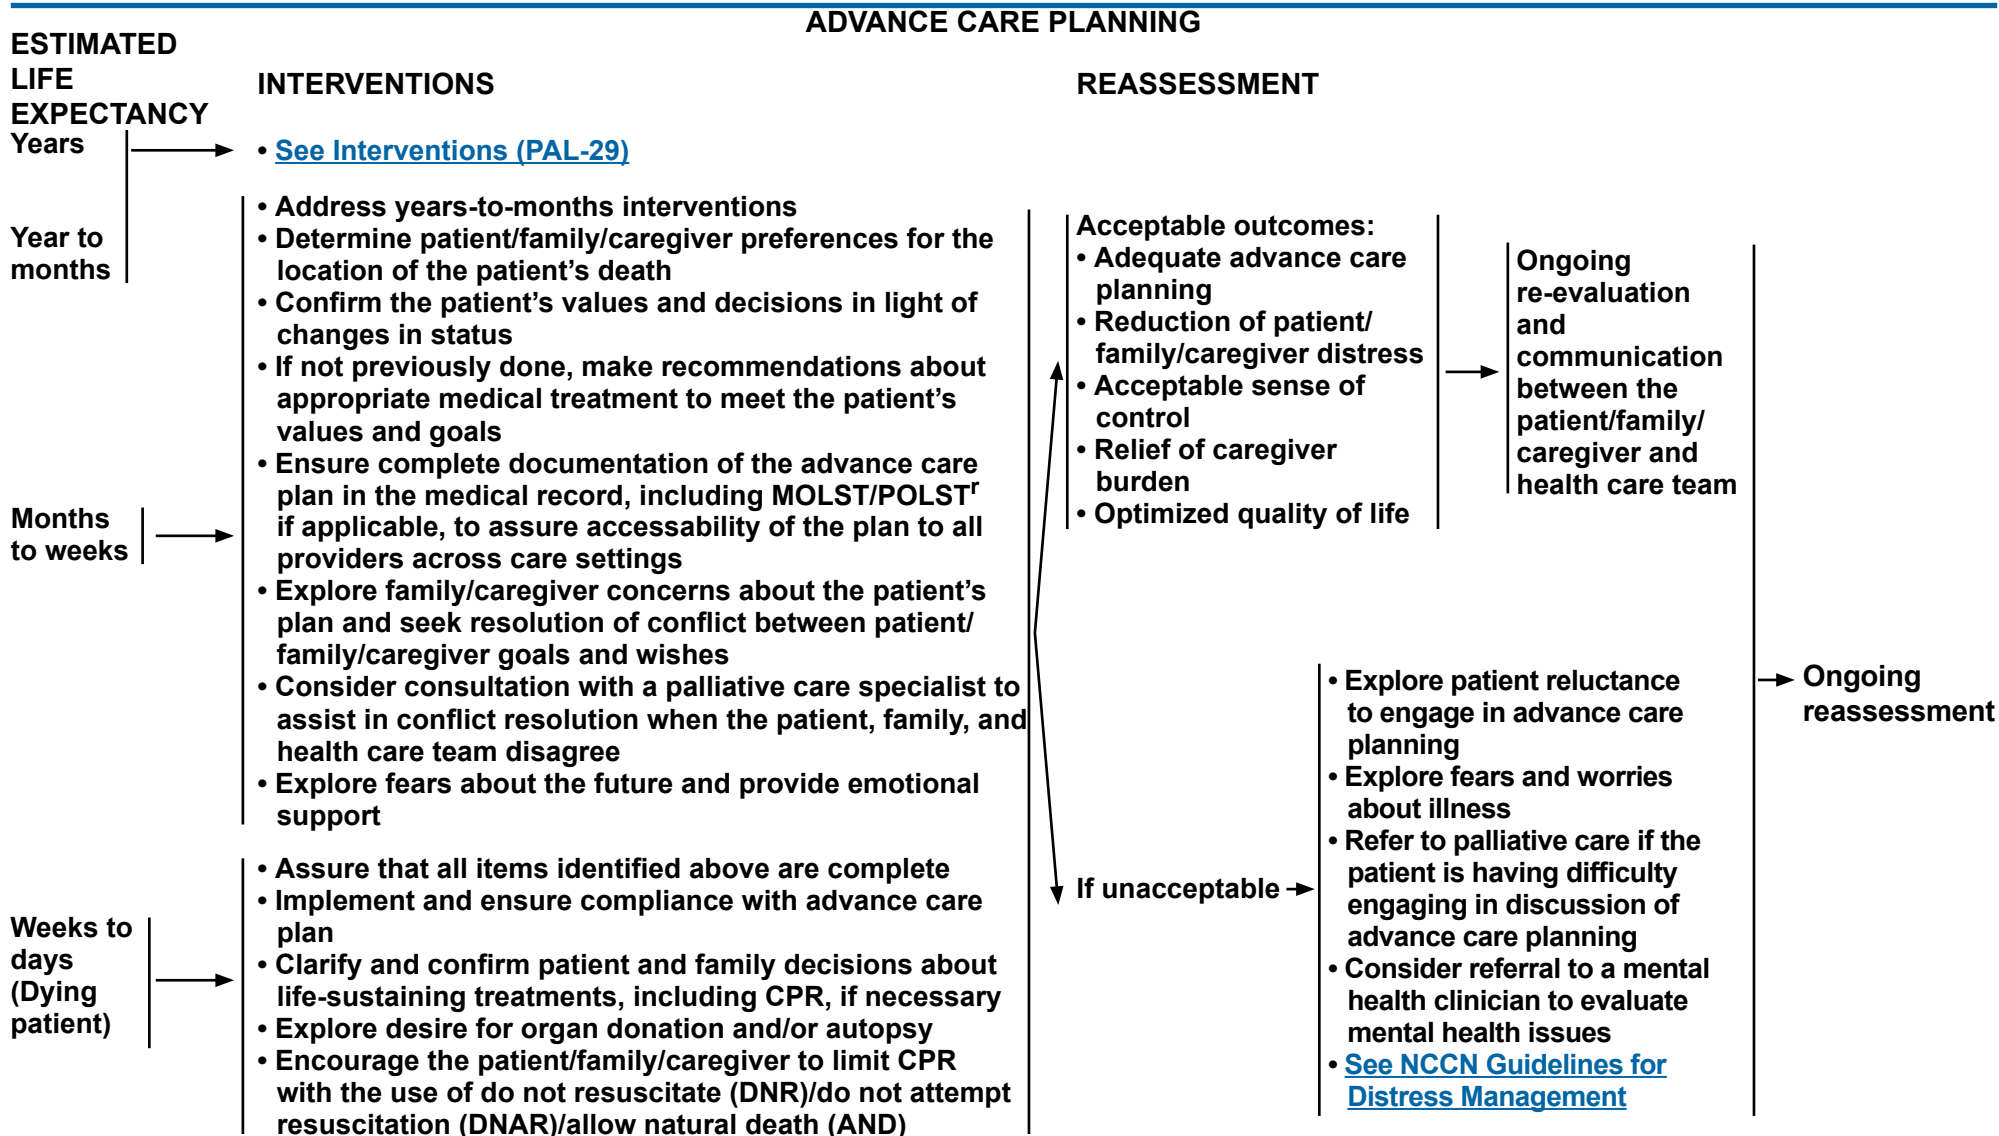 ADVANCE CARE PLANNING
ESTIMATED
LIFE
EXPECTANCY
INTERVENTIONS
REASSESSMENT
Years
Year to
months
• See Interventions (PAL-29)
Months
to weeks
• Address years-to-months interventions
• Determine patient/family/caregiver preferences for the
location of the patient’s death
• Confirm the patient’s values and decisions in light of
changes in status
• If not previously done, make recommendations about
appropriate medical treatment to meet the patient’s
values and goals
• Ensure complete documentation of the advance care
plan in the medical record, including MOLST/POLSTr
if applicable, to assure accessability of the plan to all
providers across care settings
• Explore family/caregiver concerns about the patient’s
plan and seek resolution of conflict between patient/
family/caregiver goals and wishes
• Consider consultation with a palliative care specialist to
assist in conflict resolution when the patient, family, and
health care team disagree
• Explore fears about the future and provide emotional
support
Weeks to
days
(Dying
patient)
• Assure that all items identified above are complete
• Implement and ensure compliance with advance care
plan
• Clarify and confirm patient and family decisions about
life-sustaining treatments, including CPR, if necessary
• Explore desire for organ donation and/or autopsy
• Encourage the patient/family/caregiver to limit CPR
with the use of do not resuscitate (DNR)/do not attempt
resuscitation (DNAR)/allow natural death (AND)
Acceptable outcomes:
• Adequate advance care
planning
• Reduction of patient/
family/caregiver distress
• Acceptable sense of
control
• Relief of caregiver
burden
• Optimized quality of life
Ongoing
re-evaluation
and
communication
between the
patient/family/
caregiver and
health care team
If unacceptable
• Explore patient reluctance
to engage in advance care
planning
• Explore fears and worries
about illness
• Refer to palliative care if the
patient is having difficulty
engaging in discussion of
advance care planning
• Consider referral to a mental
health clinician to evaluate
mental health issues
• See NCCN Guidelines for
Distress Management
Ongoing
reassessment